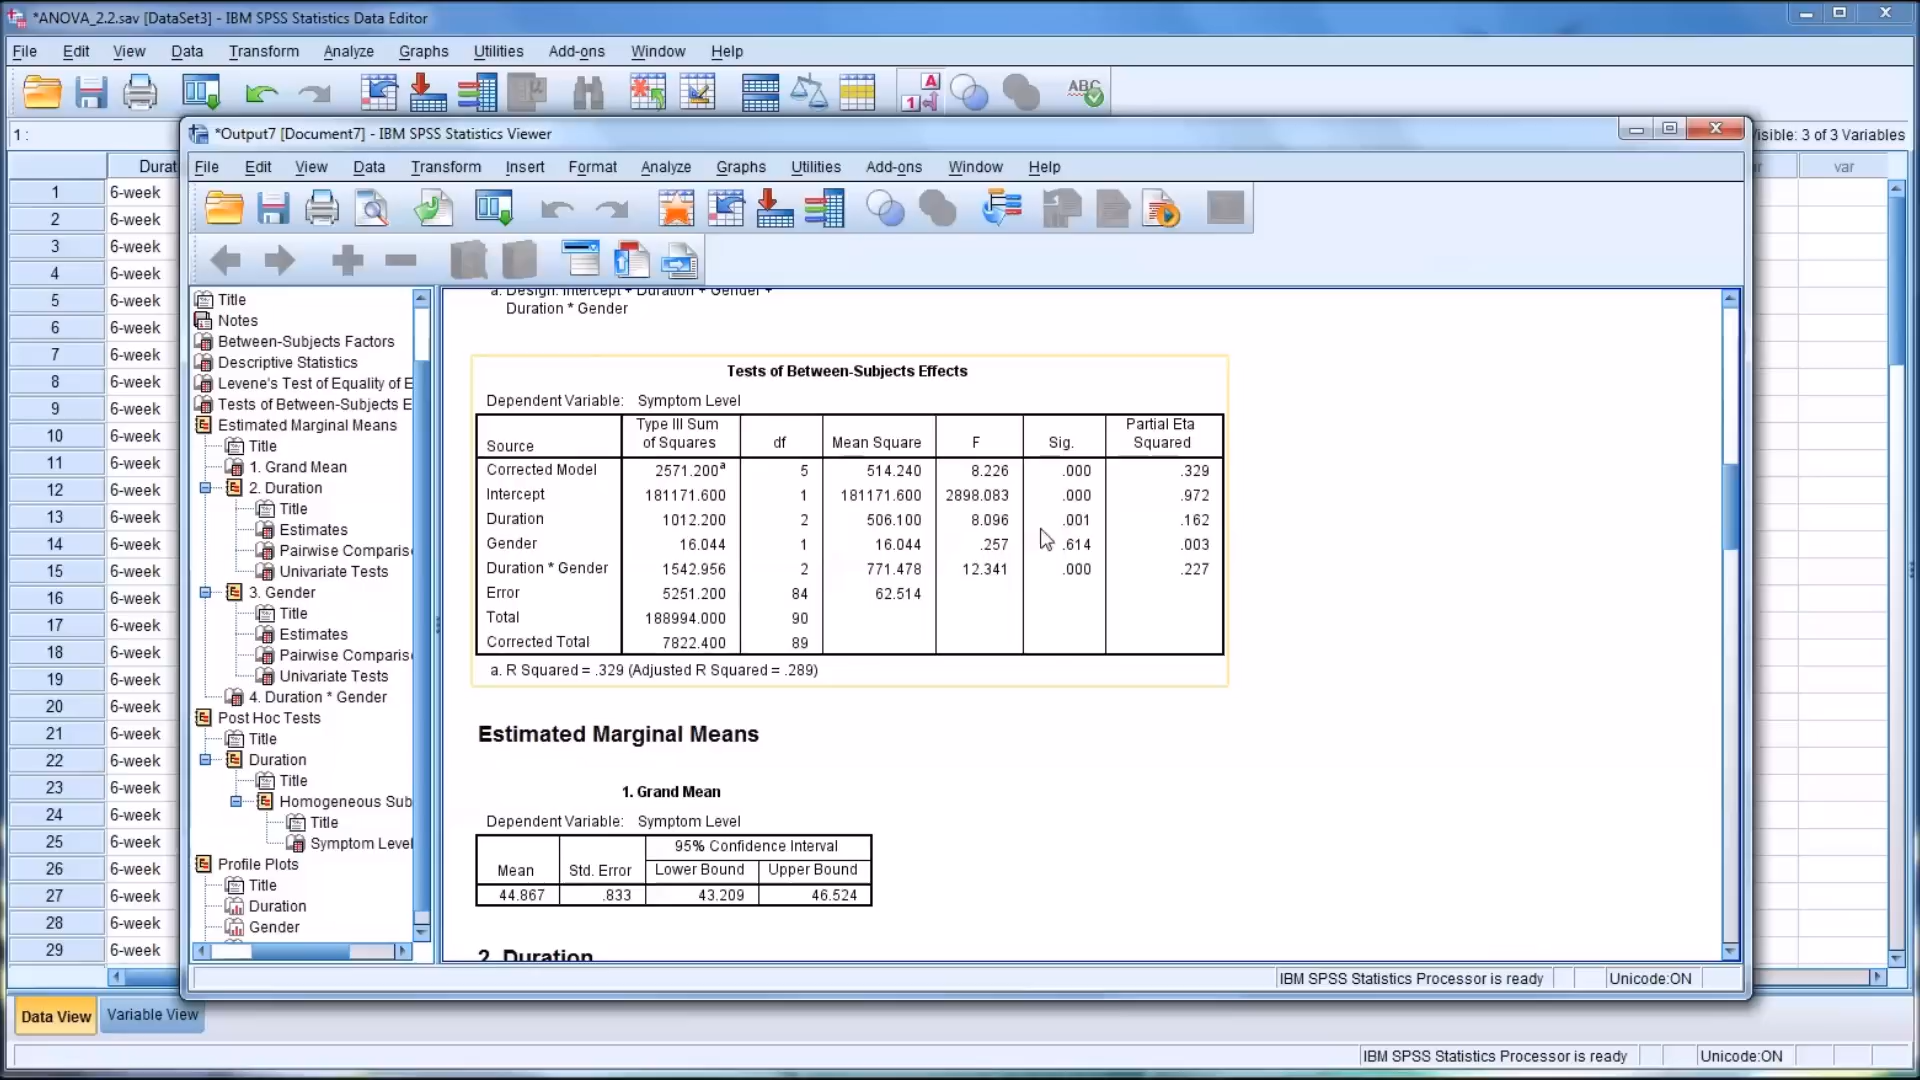 *ANOVA_2.2.sav [DataSet3] - IBM SPSS Statistics Data Editor
File Edit View Data Transform Analyze Graphs Utilities Add-ons Window Help
1 :
Visible: 3 of 3 Variables
Durat
var
1 6-week
2 6-week
3 6-week
4 6-week
5 6-week
6 6-week
7 6-week
8 6-week
9 6-week
10 6-week
11 6-week
12 6-week
13 6-week
14 6-week
15 6-week
16 6-week
17 6-week
18 6-week
19 6-week
20 6-week
21 6-week
22 6-week
23 6-week
24 6-week
25 6-week
26 6-week
27 6-week
28 6-week
29 6-week
*Output7 [Document7] - IBM SPSS Statistics Viewer
File Edit View Data Transform Insert Format Analyze Graphs Utilities Add-ons Window Help
Title
Notes
Between-Subjects Factors
Descriptive Statistics
Levene's Test of Equality of E
Tests of Between-Subjects E
Estimated Marginal Means
Title
1. Grand Mean
2. Duration
Title
Estimates
Pairwise Comparis
Univariate Tests
3. Gender
Title
Estimates
Pairwise Comparis
Univariate Tests
4. Duration * Gender
Post Hoc Tests
Title
Duration
Title
Homogeneous Sub
Title
Symptom Level
Profile Plots
Title
Duration
Gender
a. Design: Intercept + Duration + Gender +
Duration * Gender
Tests of Between-Subjects Effects
Dependent Variable: Symptom Level
Source Type III Sum of Squares df Mean Square F Sig. Partial Eta Squared
Corrected Model 2571.200a 5 514.240 8.226 .000 .329
Intercept 181171.600 1 181171.600 2898.083 .000 .972
Duration 1012.200 2 506.100 8.096 .001 .162
Gender 16.044 1 16.044 .257 .614 .003
Duration * Gender 1542.956 2 771.478 12.341 .000 .227
Error 5251.200 84 62.514
Total 188994.000 90
Corrected Total 7822.400 89
a. R Squared = .329 (Adjusted R Squared = .289)
Estimated Marginal Means
1. Grand Mean
Dependent Variable: Symptom Level
95% Confidence Interval
Mean Std. Error Lower Bound Upper Bound
44.867 .833 43.209 46.524
2. Duration
IBM SPSS Statistics Processor is ready Unicode:ON
Data View Variable View
IBM SPSS Statistics Processor is ready Unicode:ON